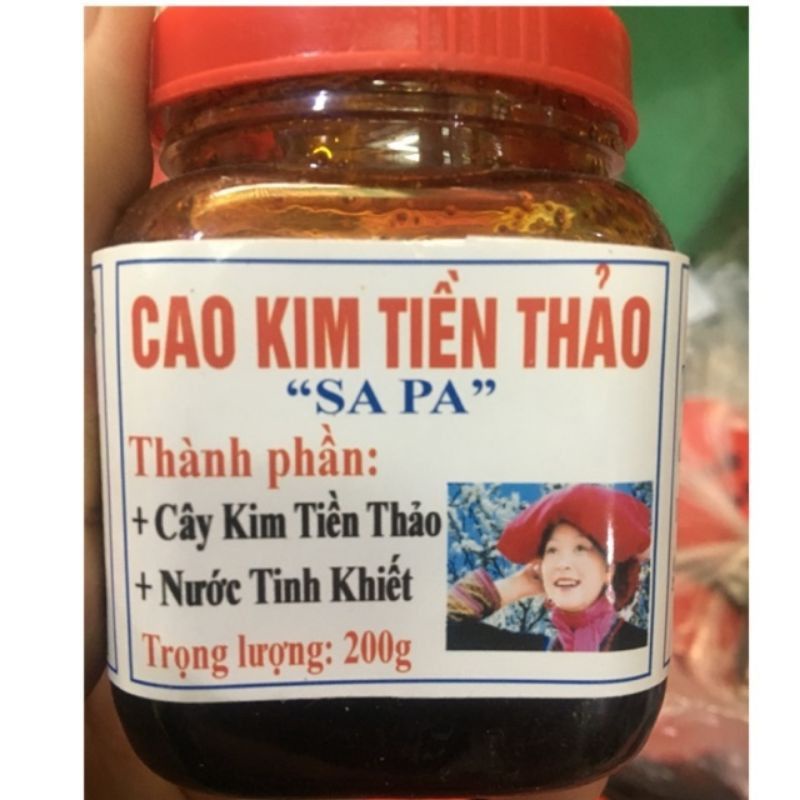 CAO KIM TIỀN THẢO
“SA PA”
Thành phần:
+ Cây Kim Tiền Thảo
+ Nước Tinh Khiết
Trọng lượng: 200g